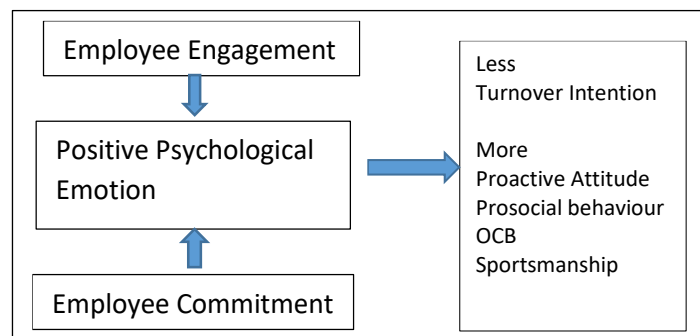 Employee Engagement
Positive Psychological
Emotion
Employee Commitment
Less
Turnover Intention
More
Proactive Attitude
Prosocial behaviour
OCB
Sportsmanship